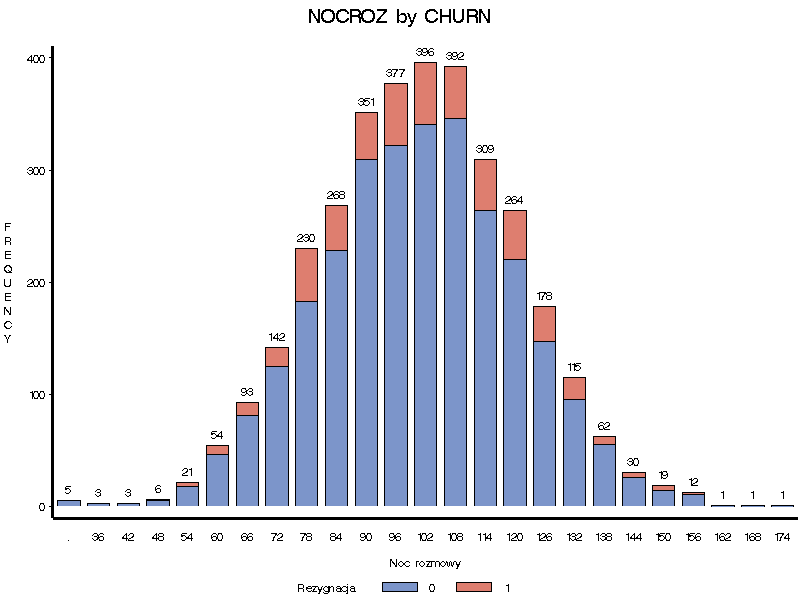 NOCROZ by CHURN
FREQUENCY
400
300
200
100
0
5 3 3 6 21 54 93 142 230 268 351 377 396 392 309 264 178 115 62 30 19 12 1 1 1
. 36 42 48 54 60 66 72 78 84 90 96 102 108 114 120 126 132 138 144 150 156 162 168 174
Noc rozmowy
Rezygnacja 0 1